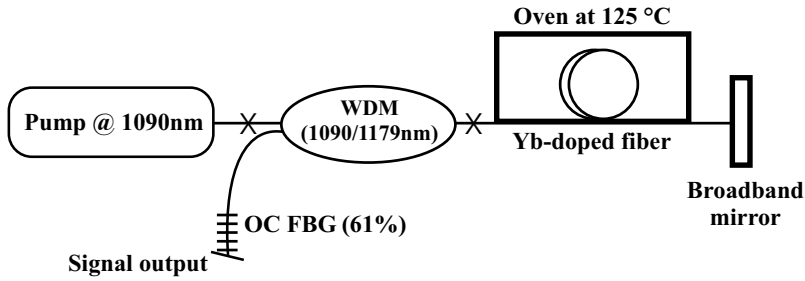 Oven at 125 °C
Pump @ 1090nm
WDM
(1090/1179nm)
Yb-doped fiber
Broadband
mirror
OC FBG (61%)
Signal output